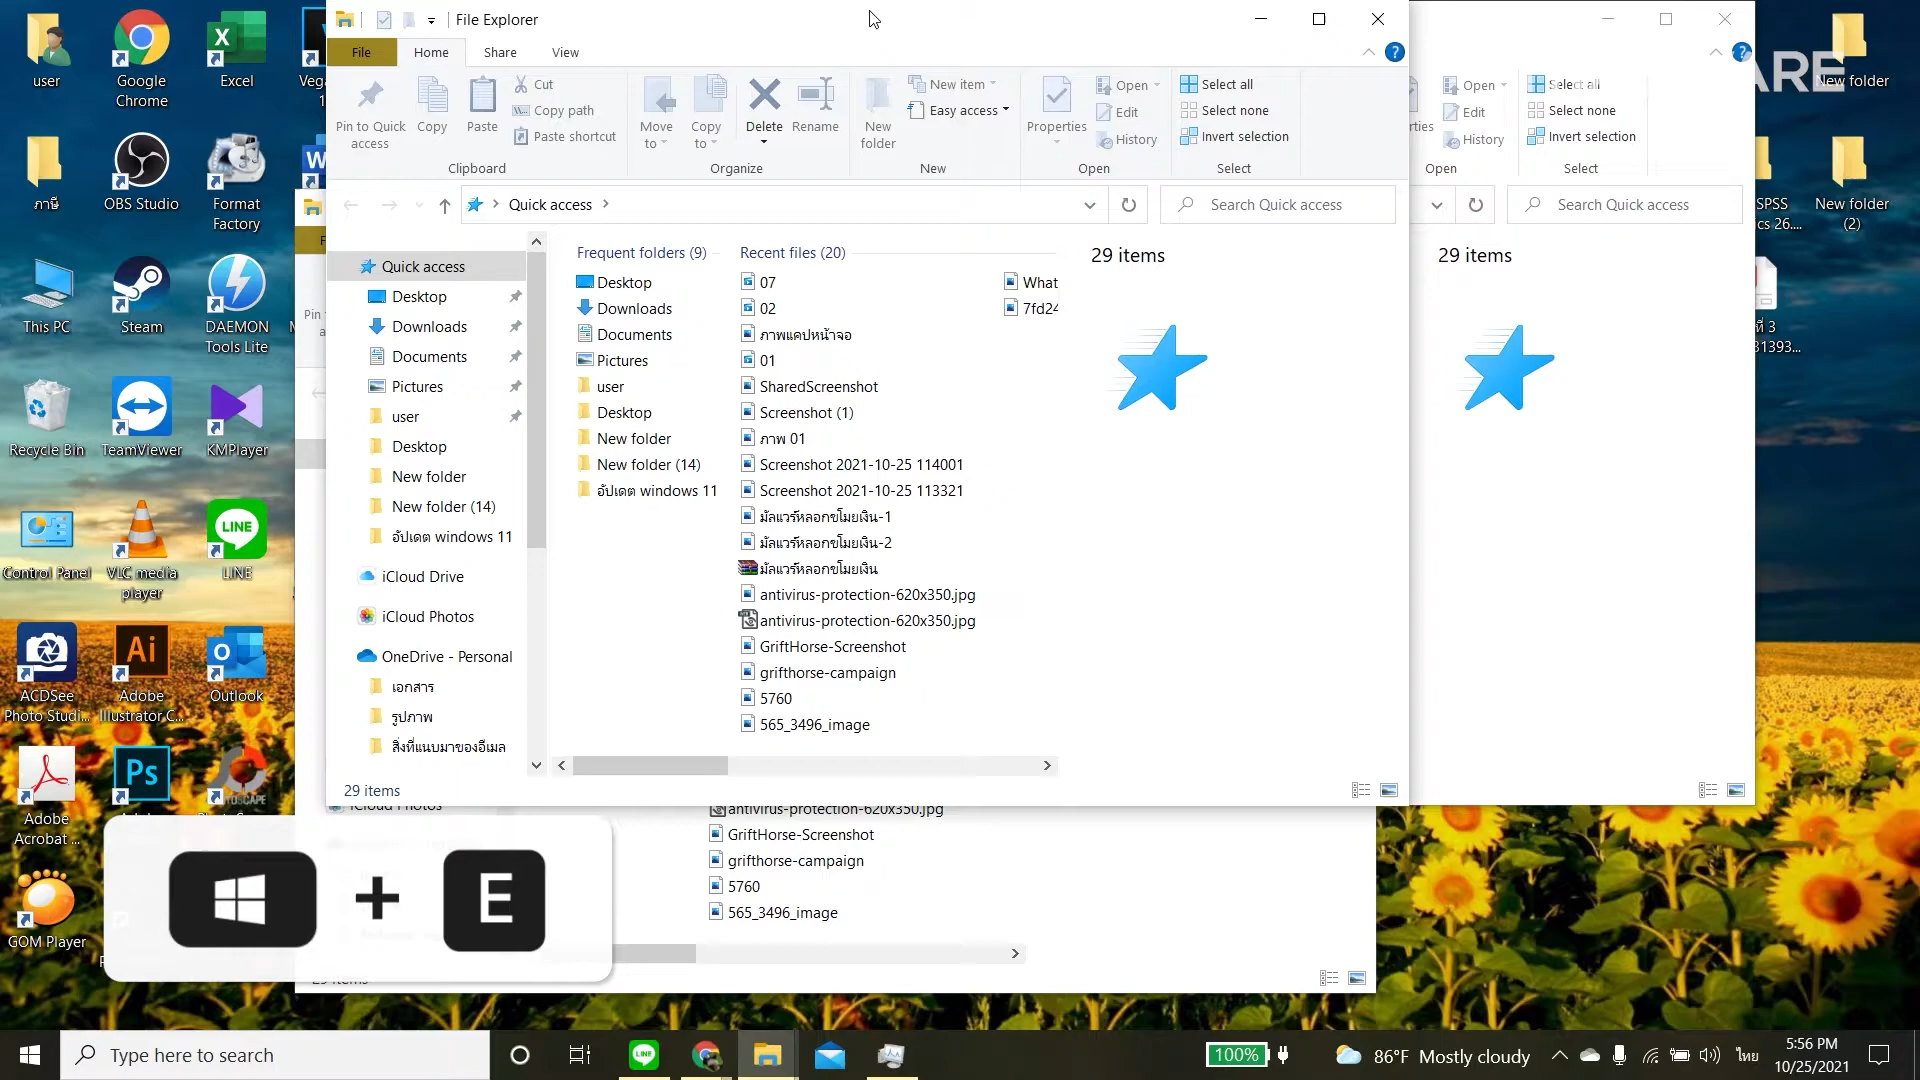 File Explorer
File
Home
Share
View
Pin to Quick
access
Copy
Paste
Cut
Copy path
Paste shortcut
Clipboard
Move
to
Copy
to
Delete
Rename
Organize
New
folder
New item
Easy access
New
Properties
Open
Edit
History
Open
Select all
Select none
Invert selection
Select
Open
Edit
History
Open
Select all
Select none
Invert selection
Select
ARE
Quick access
Search Quick access
Search Quick access
Quick access
Desktop
Downloads
Documents
Pictures
user
Desktop
New folder
New folder (14)
อัปเดต windows 11
iCloud Drive
iCloud Photos
OneDrive - Personal
เอกสาร
รูปภาพ
สิ่งที่แนบมาของอีเมล
Frequent folders (9)
Desktop
Downloads
Documents
Pictures
user
Desktop
New folder
New folder (14)
อัปเดต windows 11
Recent files (20)
07
02
ภาพแคปหน้าจอ
01
SharedScreenshot
Screenshot (1)
ภาพ 01
Screenshot 2021-10-25 114001
Screenshot 2021-10-25 113321
มัลแวร์หลอกขโมยเงิน-1
มัลแวร์หลอกขโมยเงิน-2
มัลแวร์หลอกขโมยเงิน
antivirus-protection-620x350.jpg
antivirus-protection-620x350.jpg
GriftHorse-Screenshot
grifthorse-campaign
5760
565_3496_image
What
7fd24
29 items
29 items
29 items
antivirus-protection-620x350.jpg
GriftHorse-Screenshot
grifthorse-campaign
5760
565_3496_image
user
Google
Chrome
Excel
ภาษี
OBS Studio
Format
Factory
This PC
Steam
DAEMON
Tools Lite
Recycle Bin
TeamViewer
KMPlayer
Control Panel
VLC media
player
LINE
ACDSee
Photo Studi...
Adobe
Illustrator C...
Outlook
Adobe
Acrobat ...
GOM Player
New folder
New folder
(2)
SPSS
cs 26....
ที่ 3
31393...
+ E
Type here to search
100%
86°F Mostly cloudy
ไทย
5:56 PM
10/25/2021